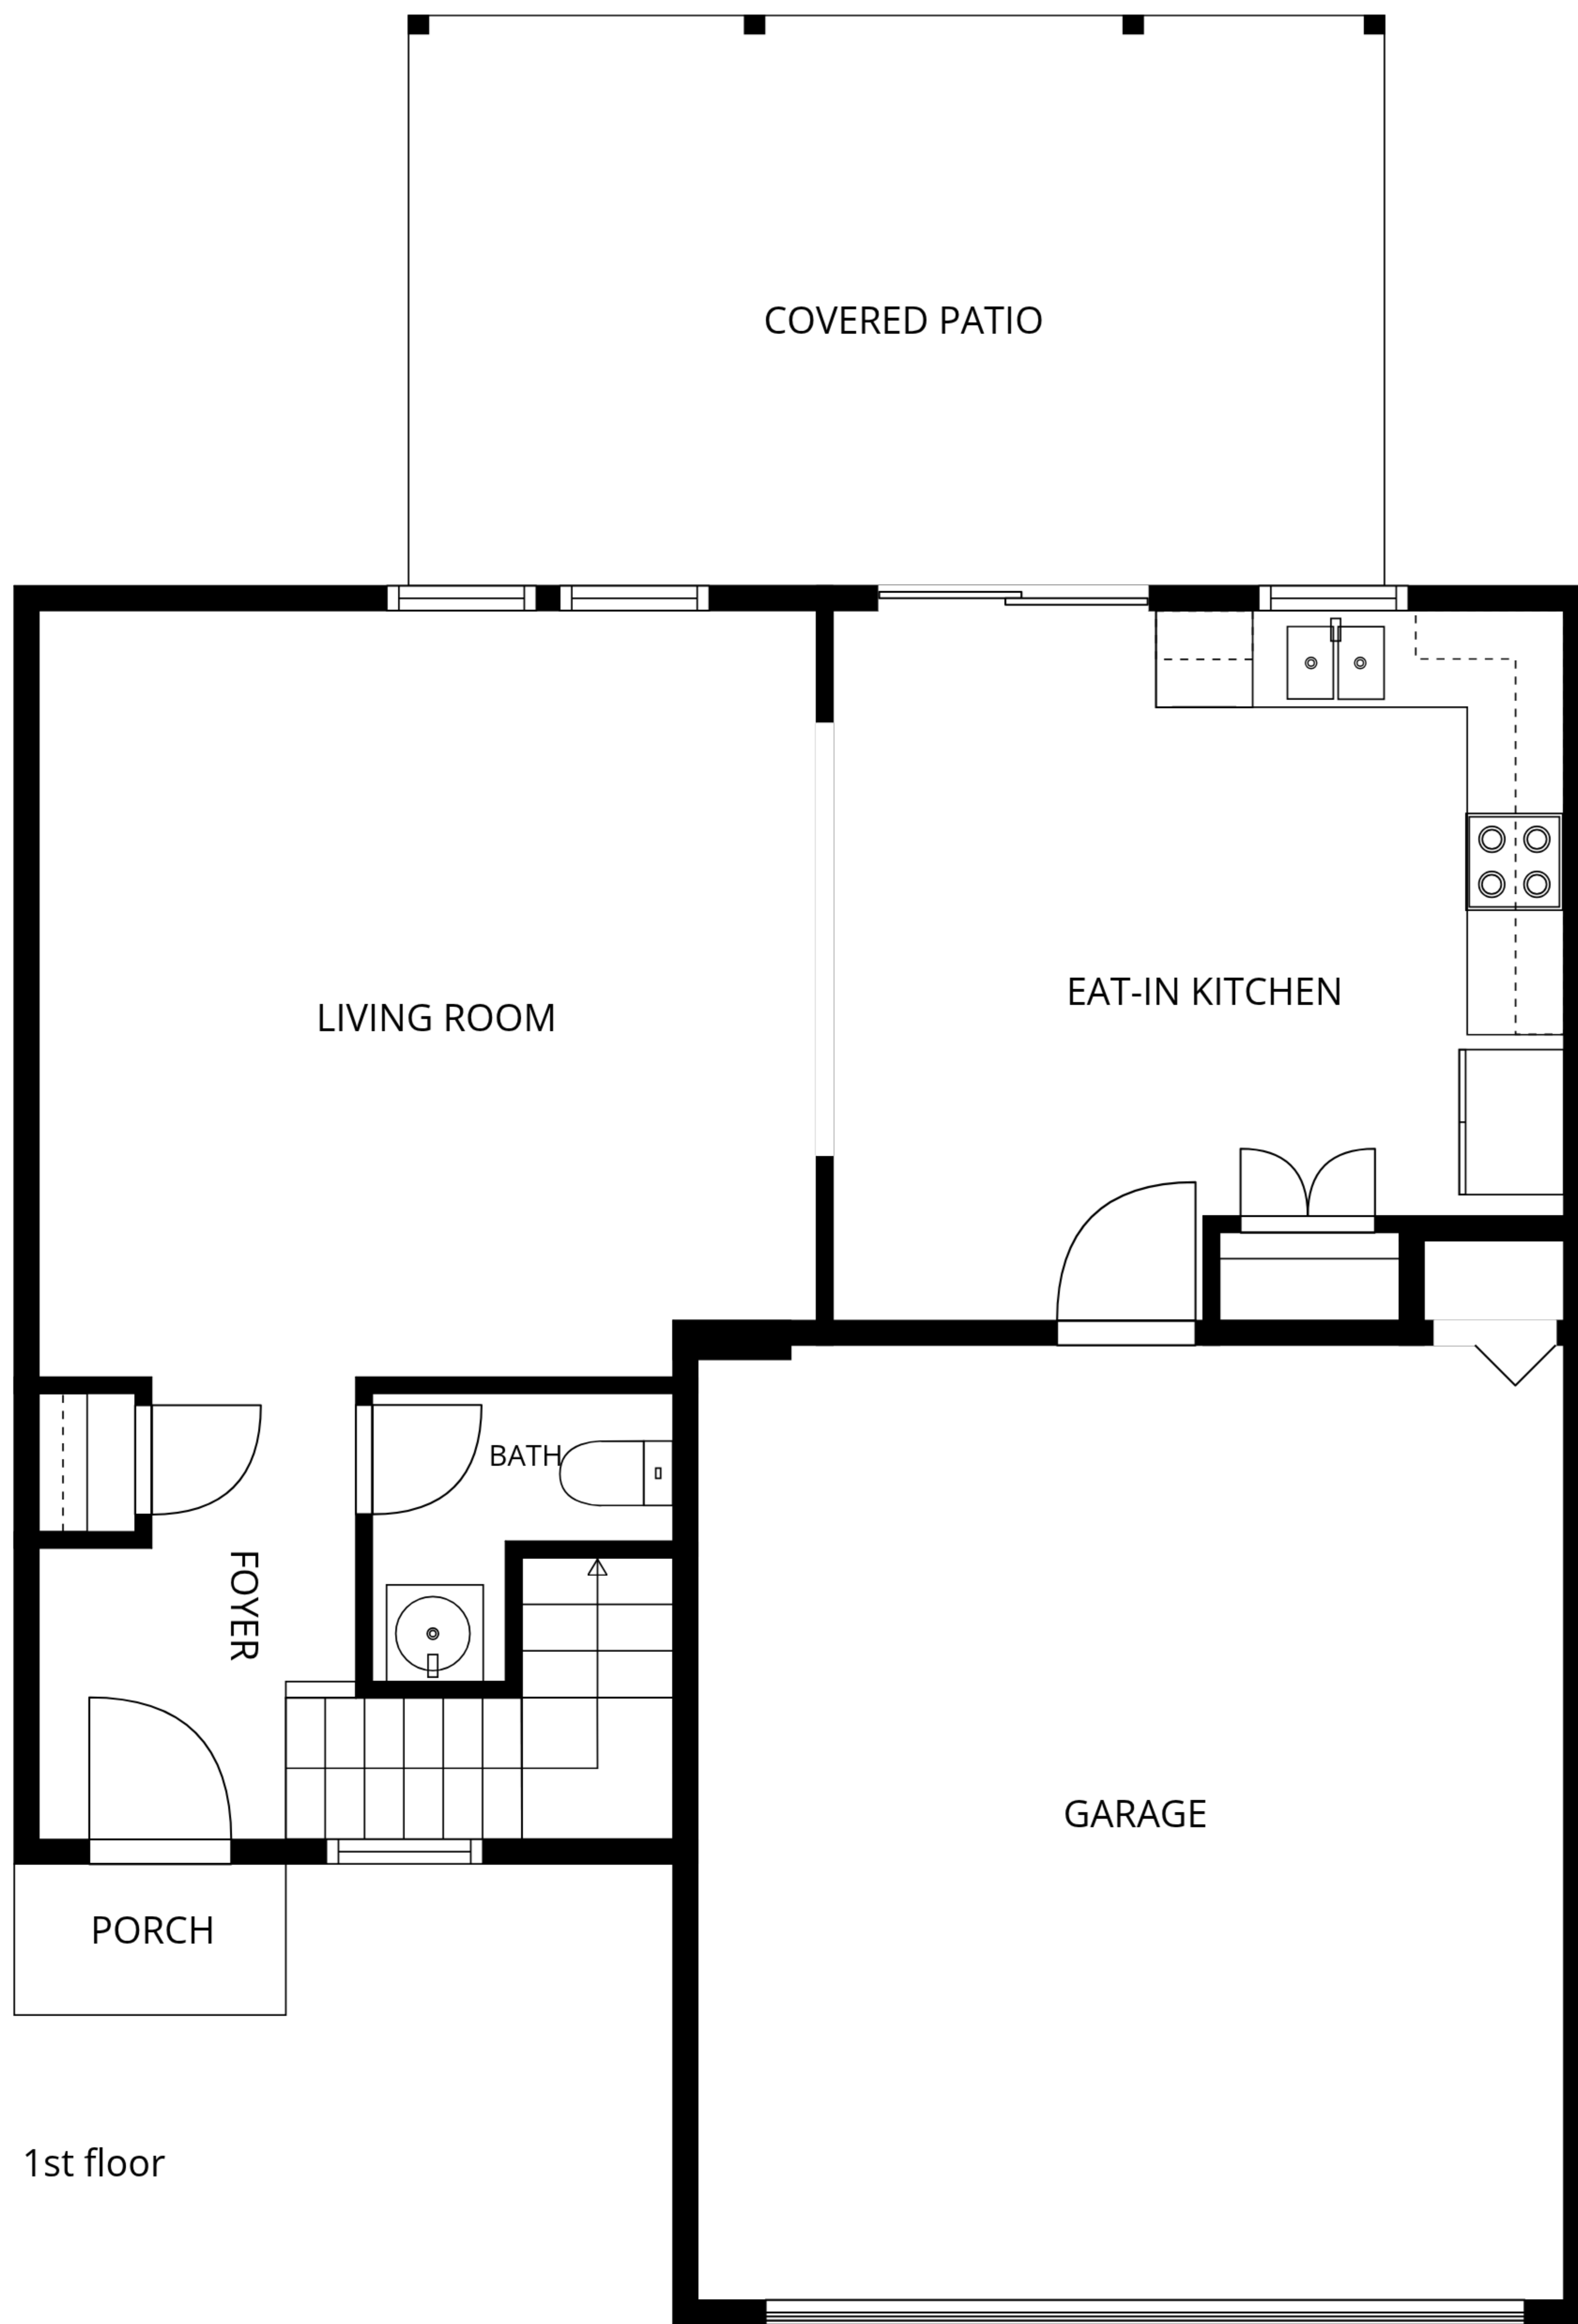 COVERED PATIO
LIVING ROOM
EAT-IN KITCHEN
BATH
FOYER
GARAGE
PORCH
1st floor